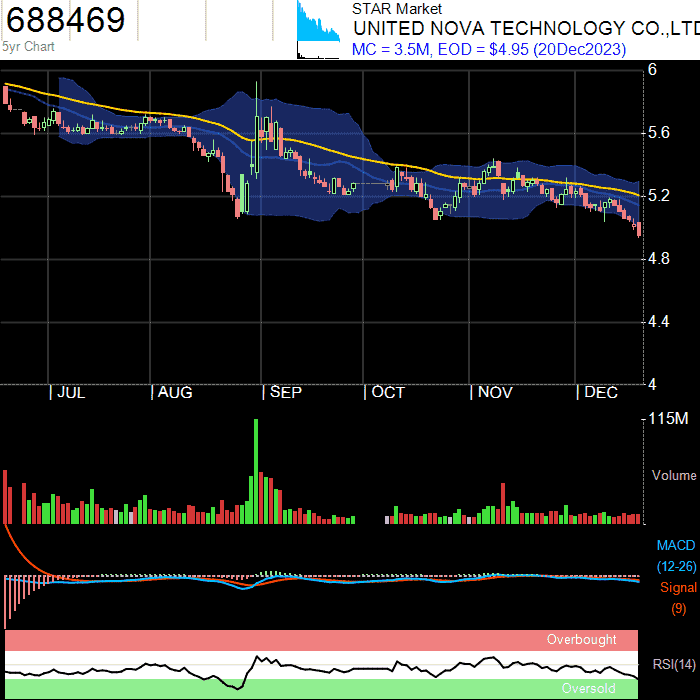 688469
5yr Chart
STAR Market
UNITED NOVA TECHNOLOGY CO.,LTD
MC = 3.5M, EOD = $4.95 (20Dec2023)
6
5.6
5.2
4.8
4.4
4
JUL AUG SEP OCT NOV DEC
115M
Volume
MACD
(12-26)
Signal
(9)
Overbought
RSI(14)
Oversold